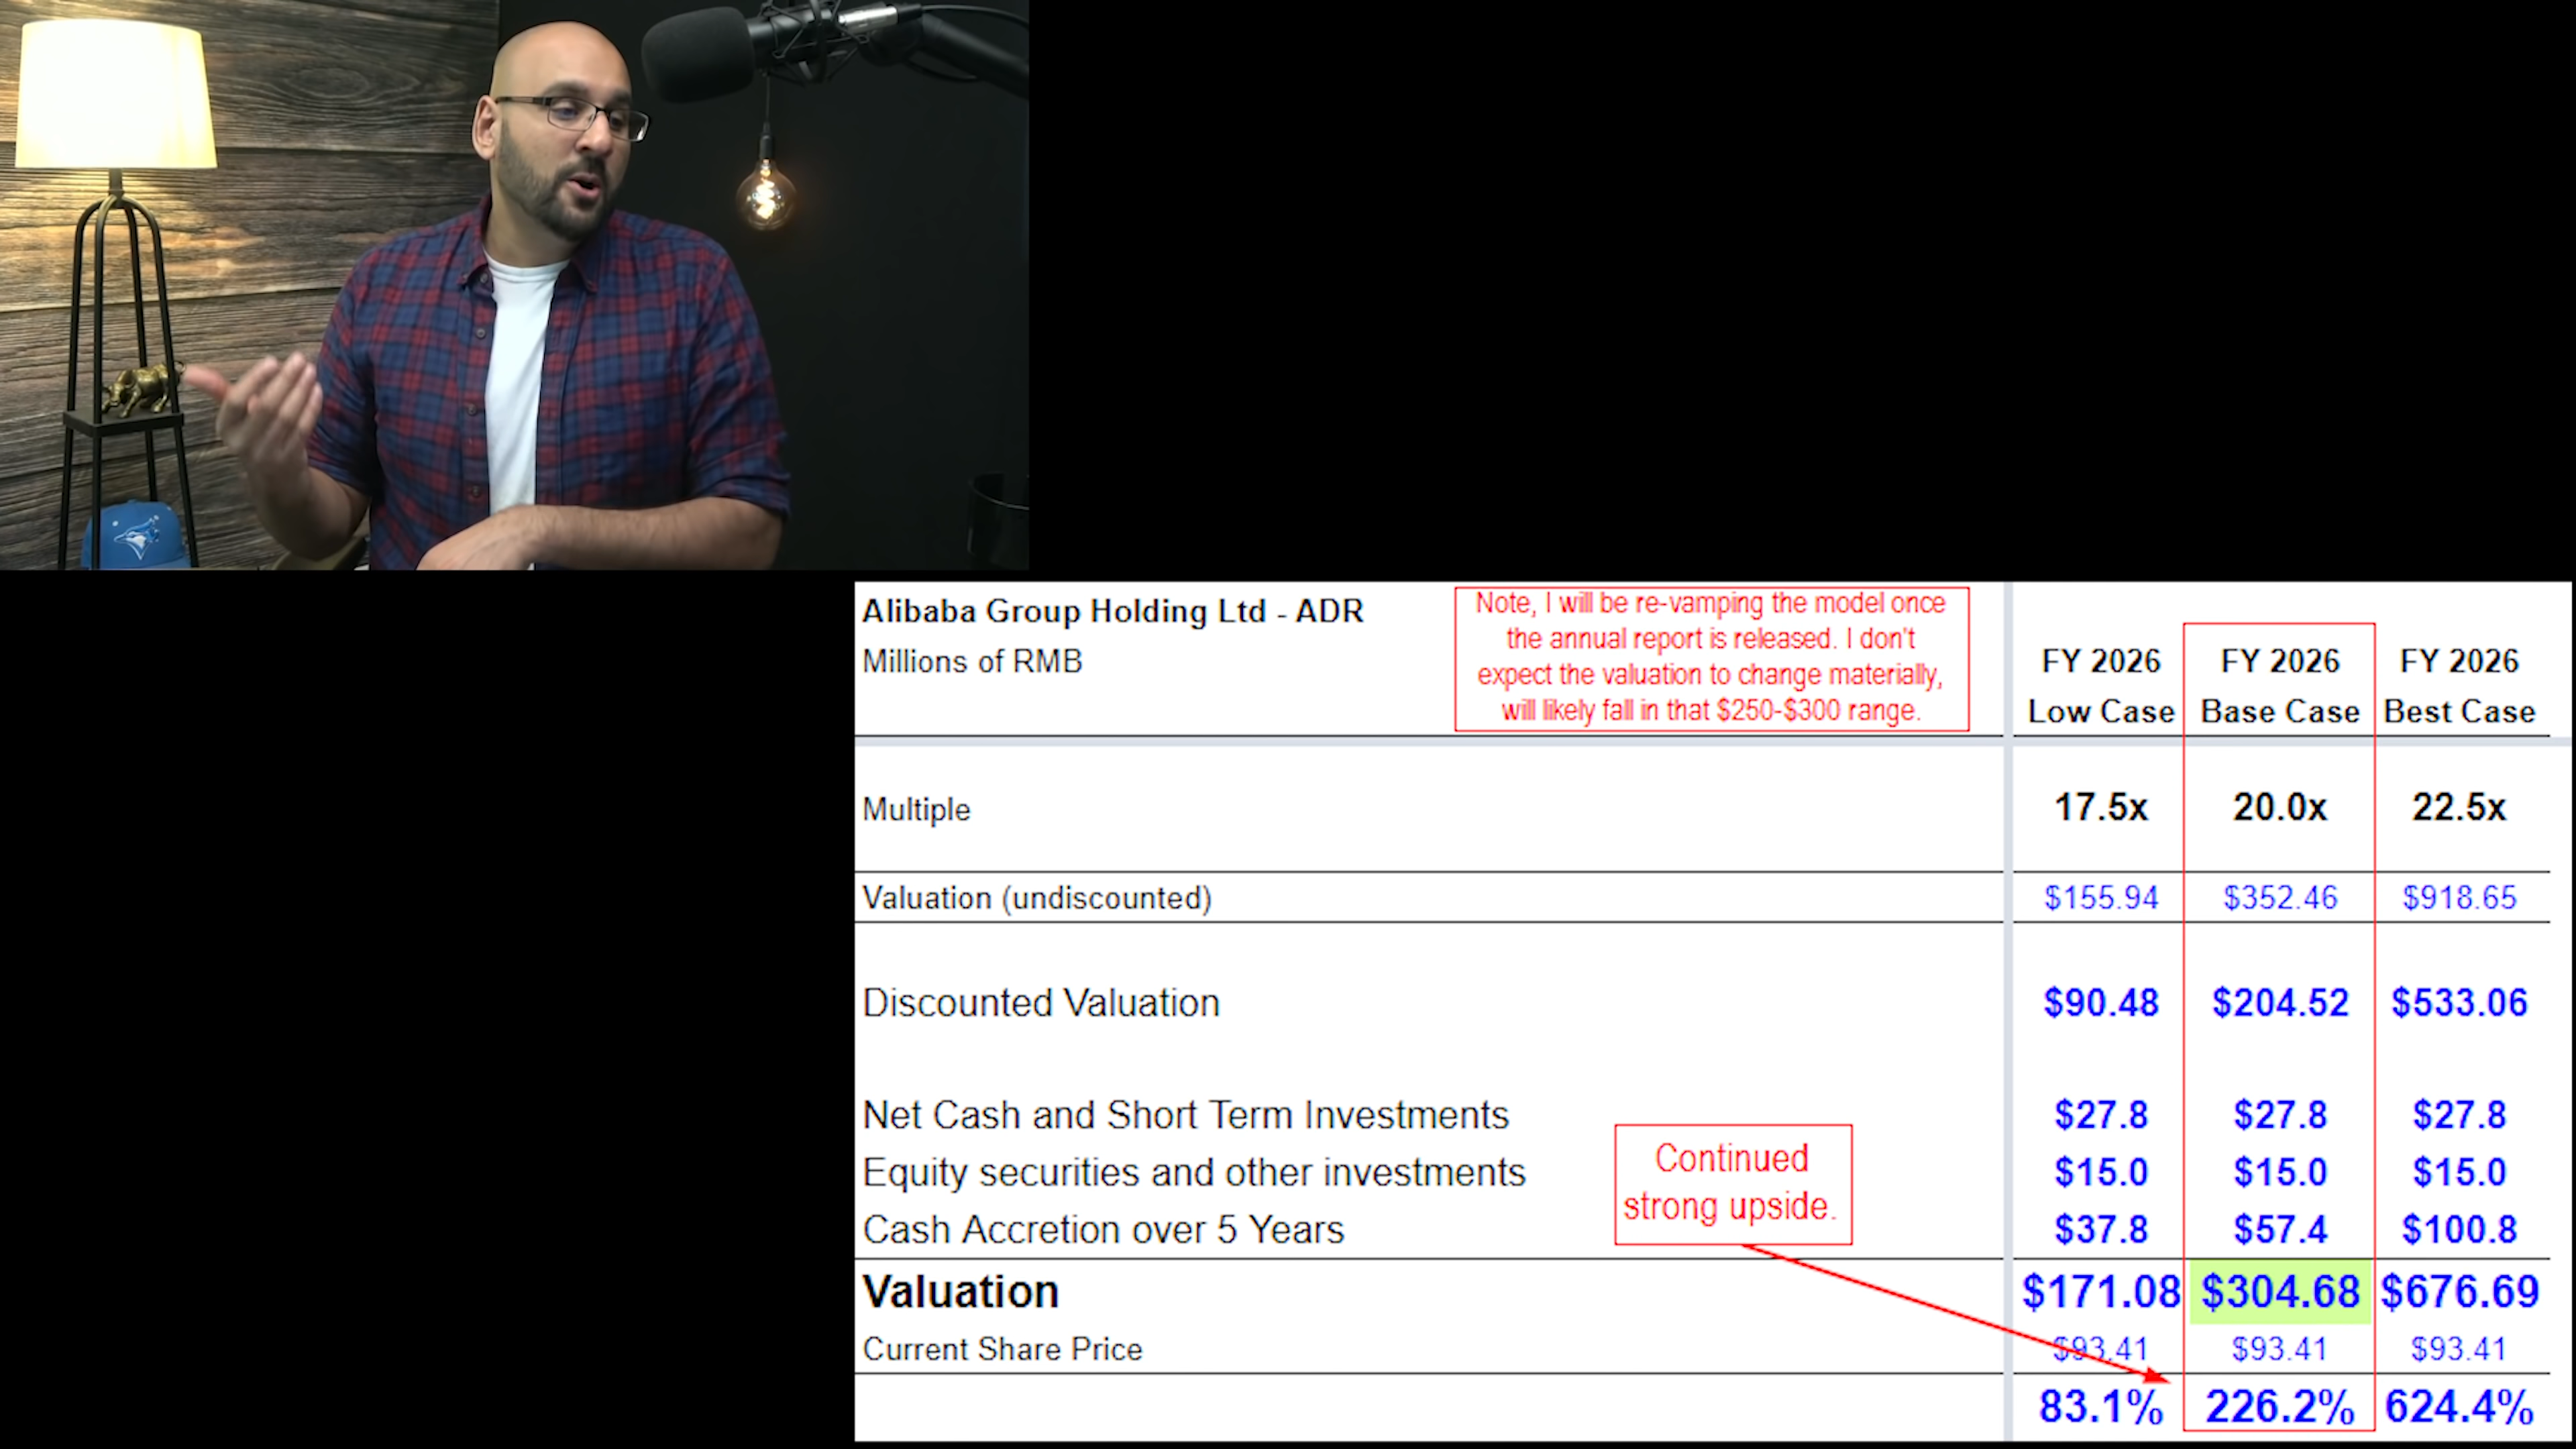 Alibaba Group Holding Ltd - ADR
Millions of RMB
Note, I will be re-vamping the model once
the annual report is released. I don't
expect the valuation to change materially,
will likely fall in that $250-$300 range.
FY 2026 FY 2026 FY 2026
Low Case Base Case Best Case
Multiple 17.5x 20.0x 22.5x
Valuation (undiscounted) $155.94 $352.46 $918.65
Discounted Valuation $90.48 $204.52 $533.06
Net Cash and Short Term Investments $27.8 $27.8 $27.8
Equity securities and other investments $15.0 $15.0 $15.0
Cash Accretion over 5 Years $37.8 $57.4 $100.8
Continued
strong upside.
Valuation $171.08 $304.68 $676.69
Current Share Price $93.41 $93.41 $93.41
83.1% 226.2% 624.4%